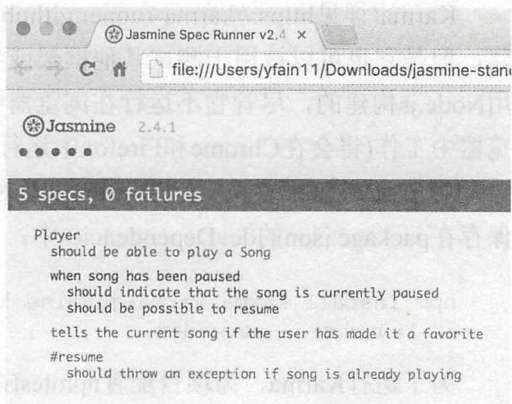 Jasmine Spec Runner v2.4 ×
file:///Users/yfain11/Downloads/jasmine-stan
Jasmine 2.4.1
5 specs, 0 failures
Player
should be able to play a Song
when song has been paused
should indicate that the song is currently paused
should be possible to resume
tells the current song if the user has made it a favorite
#resume
should throw an exception if song is already playing